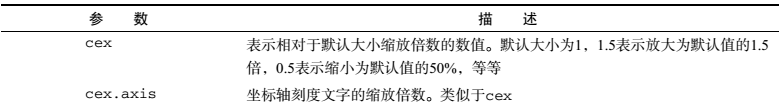 参 数 描 述
cex 表示相对于默认大小缩放倍数的数值。默认大小为1，1.5表示放大为默认值的1.5
倍，0.5表示缩小为默认值的50%，等等
cex.axis 坐标轴刻度文字的缩放倍数。类似于cex